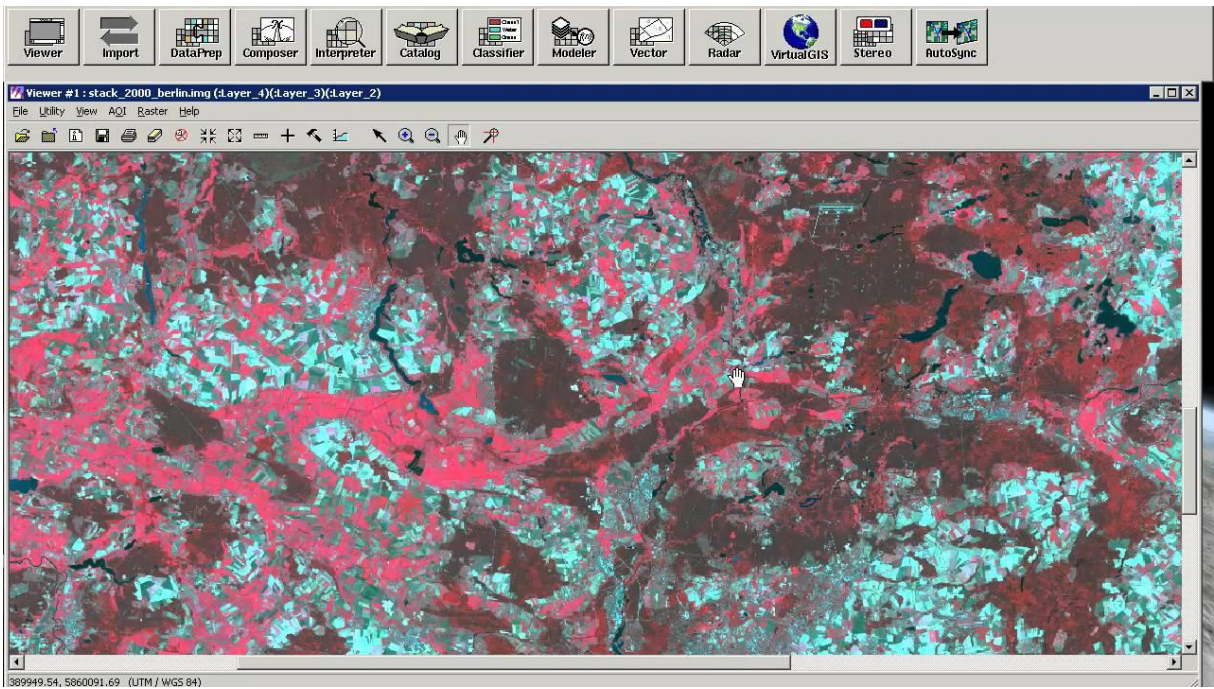 Viewer Import DataPrep Composer Interpreter Catalog Classifier Modeler Vector Radar VirtualGIS Stereo AutoSync
Viewer #1 : stack_2000_berlin.img (:Layer_4)(:Layer_3)(:Layer_2)
File Utility View AOI Raster Help
389949.54, 5860091.69 (UTM / WGS 84)